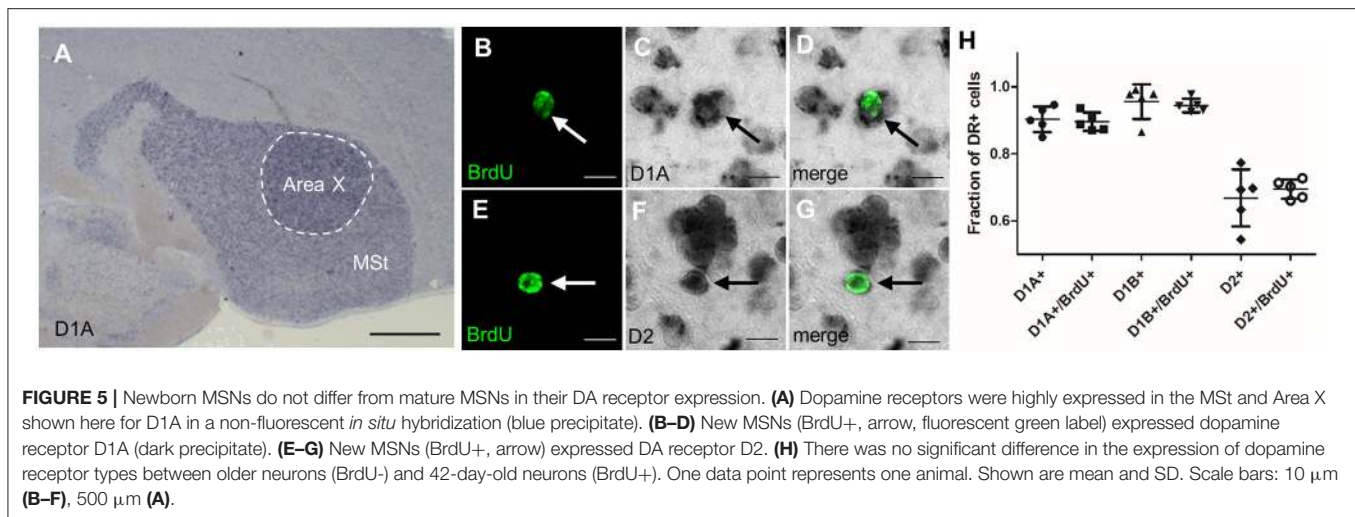 A
Area X
MSt
D1A
B
BrdU
C
D1A
D
merge
E
BrdU
F
D2
G
merge
H
Fraction of DR+ cells
1.0
0.8
0.6
D1A+
D1A+/BrdU+
D1B+
D1B+/BrdU+
D2+
D2+/BrdU+
FIGURE 5 | Newborn MSNs do not differ from mature MSNs in their DA receptor expression. (A) Dopamine receptors were highly expressed in the MSt and Area X
shown here for D1A in a non-fluorescent in situ hybridization (blue precipitate). (B–D) New MSNs (BrdU+, arrow, fluorescent green label) expressed dopamine
receptor D1A (dark precipitate). (E–G) New MSNs (BrdU+, arrow) expressed DA receptor D2. (H) There was no significant difference in the expression of dopamine
receptor types between older neurons (BrdU-) and 42-day-old neurons (BrdU+). One data point represents one animal. Shown are mean and SD. Scale bars: 10 μm
(B–F), 500 μm (A).